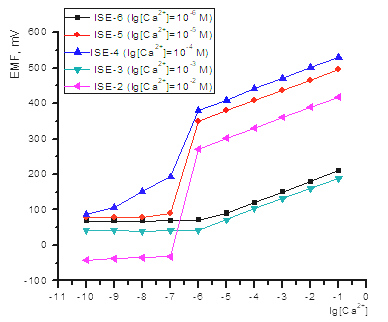 ISE-6 (lg[Ca2+]=10-6 M)
ISE-5 (lg[Ca2+]=10-5 M)
ISE-4 (lg[Ca2+]=10-4 M)
ISE-3 (lg[Ca2+]=10-3 M)
ISE-2 (lg[Ca2+]=10-2 M)
EMF, mV
600
500
400
300
200
100
0
-100
-11 -10 -9 -8 -7 -6 -5 -4 -3 -2 -1 0
lg[Ca2+]